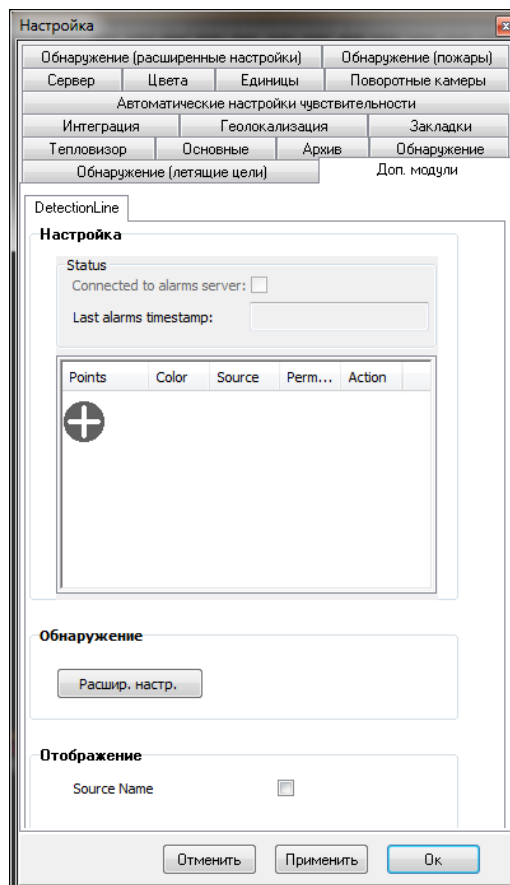 Настройка
Обнаружение (расширенные настройки) Обнаружение (пожары)
Сервер Цвета Единицы Поворотные камеры
Автоматические настройки чувствительности
Интеграция Геолокализация Закладки
Тепловизор Основные Архив Обнаружение
Обнаружение (летящие цели) Доп. модули
DetectionLine
Настройка
Status
Connected to alarms server:
Last alarms timestamp:
Points Color Source Perm... Action
Обнаружение
Расшир. настр.
Отображение
Source Name
Отменить Применить Ок